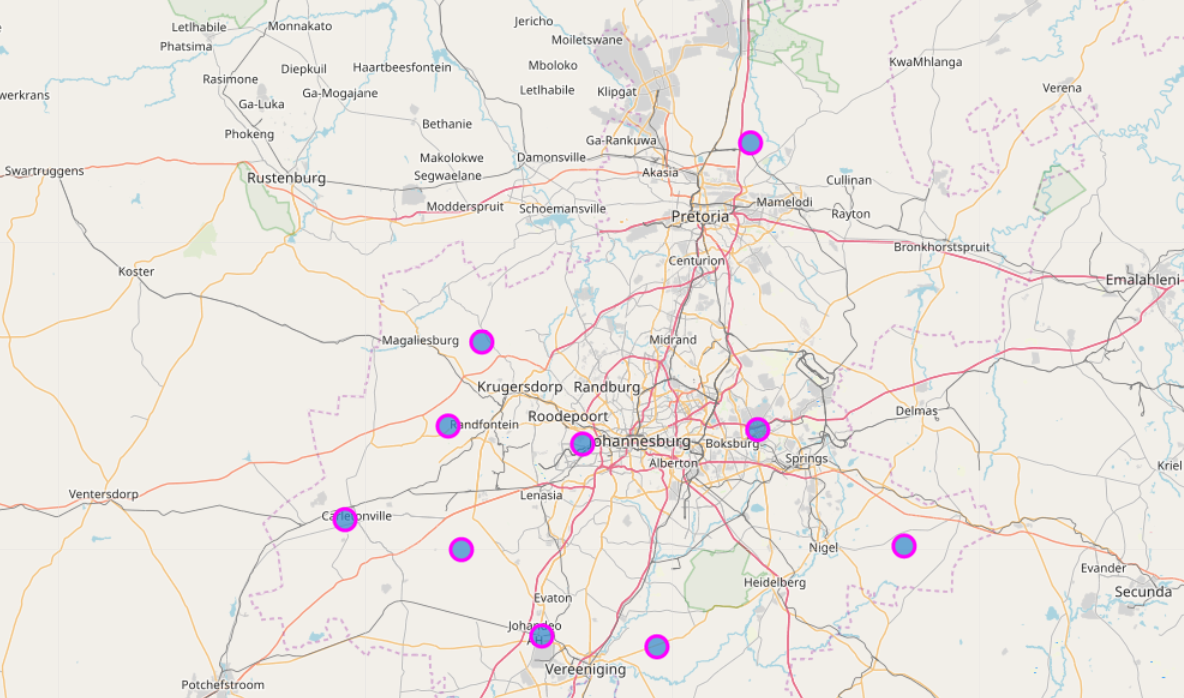 Jericho
Letlhabile
Monnakato
Moiletswane
Phatsima
KwaMhlanga
Mboloko
Diepkuil
Haartbeesfontein
Rasimone
Verena
Letlhabile
Klipgat
Ga-Mogajane
werkrans
Ga-Luka
Bethanie
Phokeng
Ga-Rankuwa
Makolokwe
Damonsville
Swartruggens
Akasia
Segwaelane
Rustenburg
Cullinan
Mamelodi
Modderspruit
Schoemansville
Rayton
Pretoria
Bronkhorstspruit
Centurion
Koster
Emalahleni
Magaliesburg
Midrand
Krugersdorp
Randburg
Delmas
Roodepoort
Randfontein
Johannesburg
Boksburg
Springs
Alberton
Kriel
Ventersdorp
Lenasia
Carletonville
Nigel
Evander
Heidelberg
Secunda
Evaton
Johandeo
AH
Vereeniging
Potchefstroom